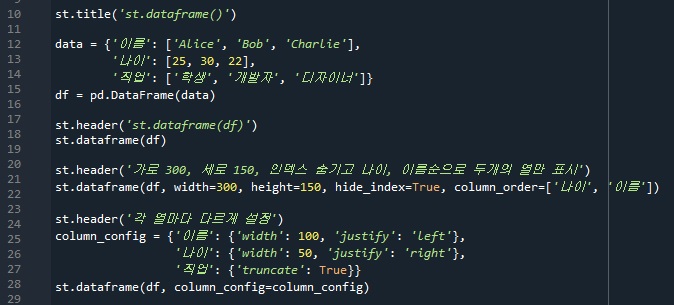 10 st.title('st.dataframe()')
11
12 data = {'이름': ['Alice', 'Bob', 'Charlie'],
13 '나이': [25, 30, 22],
14 '직업': ['학생', '개발자', '디자이너']}
15 df = pd.DataFrame(data)
16
17 st.header('st.dataframe(df)')
18 st.dataframe(df)
19
20 st.header('가로 300, 세로 150, 인덱스 숨기고 나이, 이름순으로 두개의 열만 표시')
21 st.dataframe(df, width=300, height=150, hide_index=True, column_order=['나이', '이름'])
22
23 st.header('각 열마다 다르게 설정')
24 column_config = {'이름': {'width': 100, 'justify': 'left'},
25 '나이': {'width': 50, 'justify': 'right'},
26 '직업': {'truncate': True}}
27 st.dataframe(df, column_config=column_config)
28
29